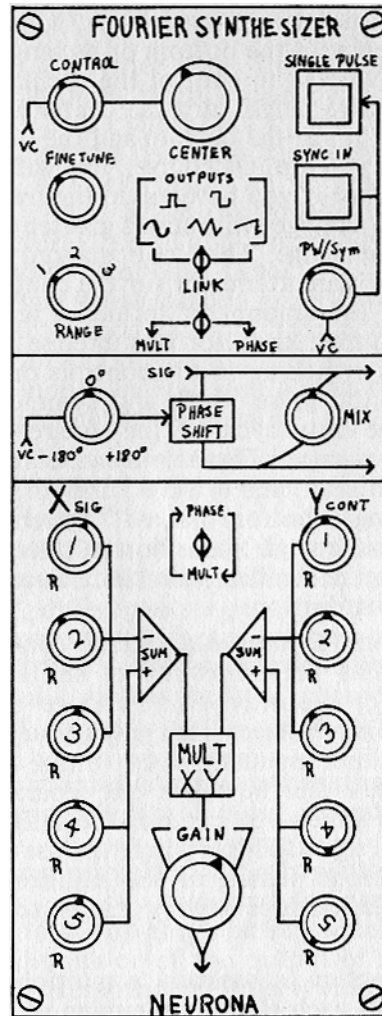 FOURIER SYNTHESIZER
CONTROL
SINGLE PULSE
VC
CENTER
FINE TUNE
OUTPUTS
SYNC IN
1 2 3
RANGE
LINK
PW/Sym
MULT PHASE
VC
SIG
0°
PHASE
SHIFT
MIX
VC -180° +180°
X SIG
Y CONT
PHASE
MULT
1
R
1
R
2
R
2
R
- SUM +
- SUM +
3
R
3
R
MULT
X Y
4
R
4
R
GAIN
5
R
5
R
NEURONA